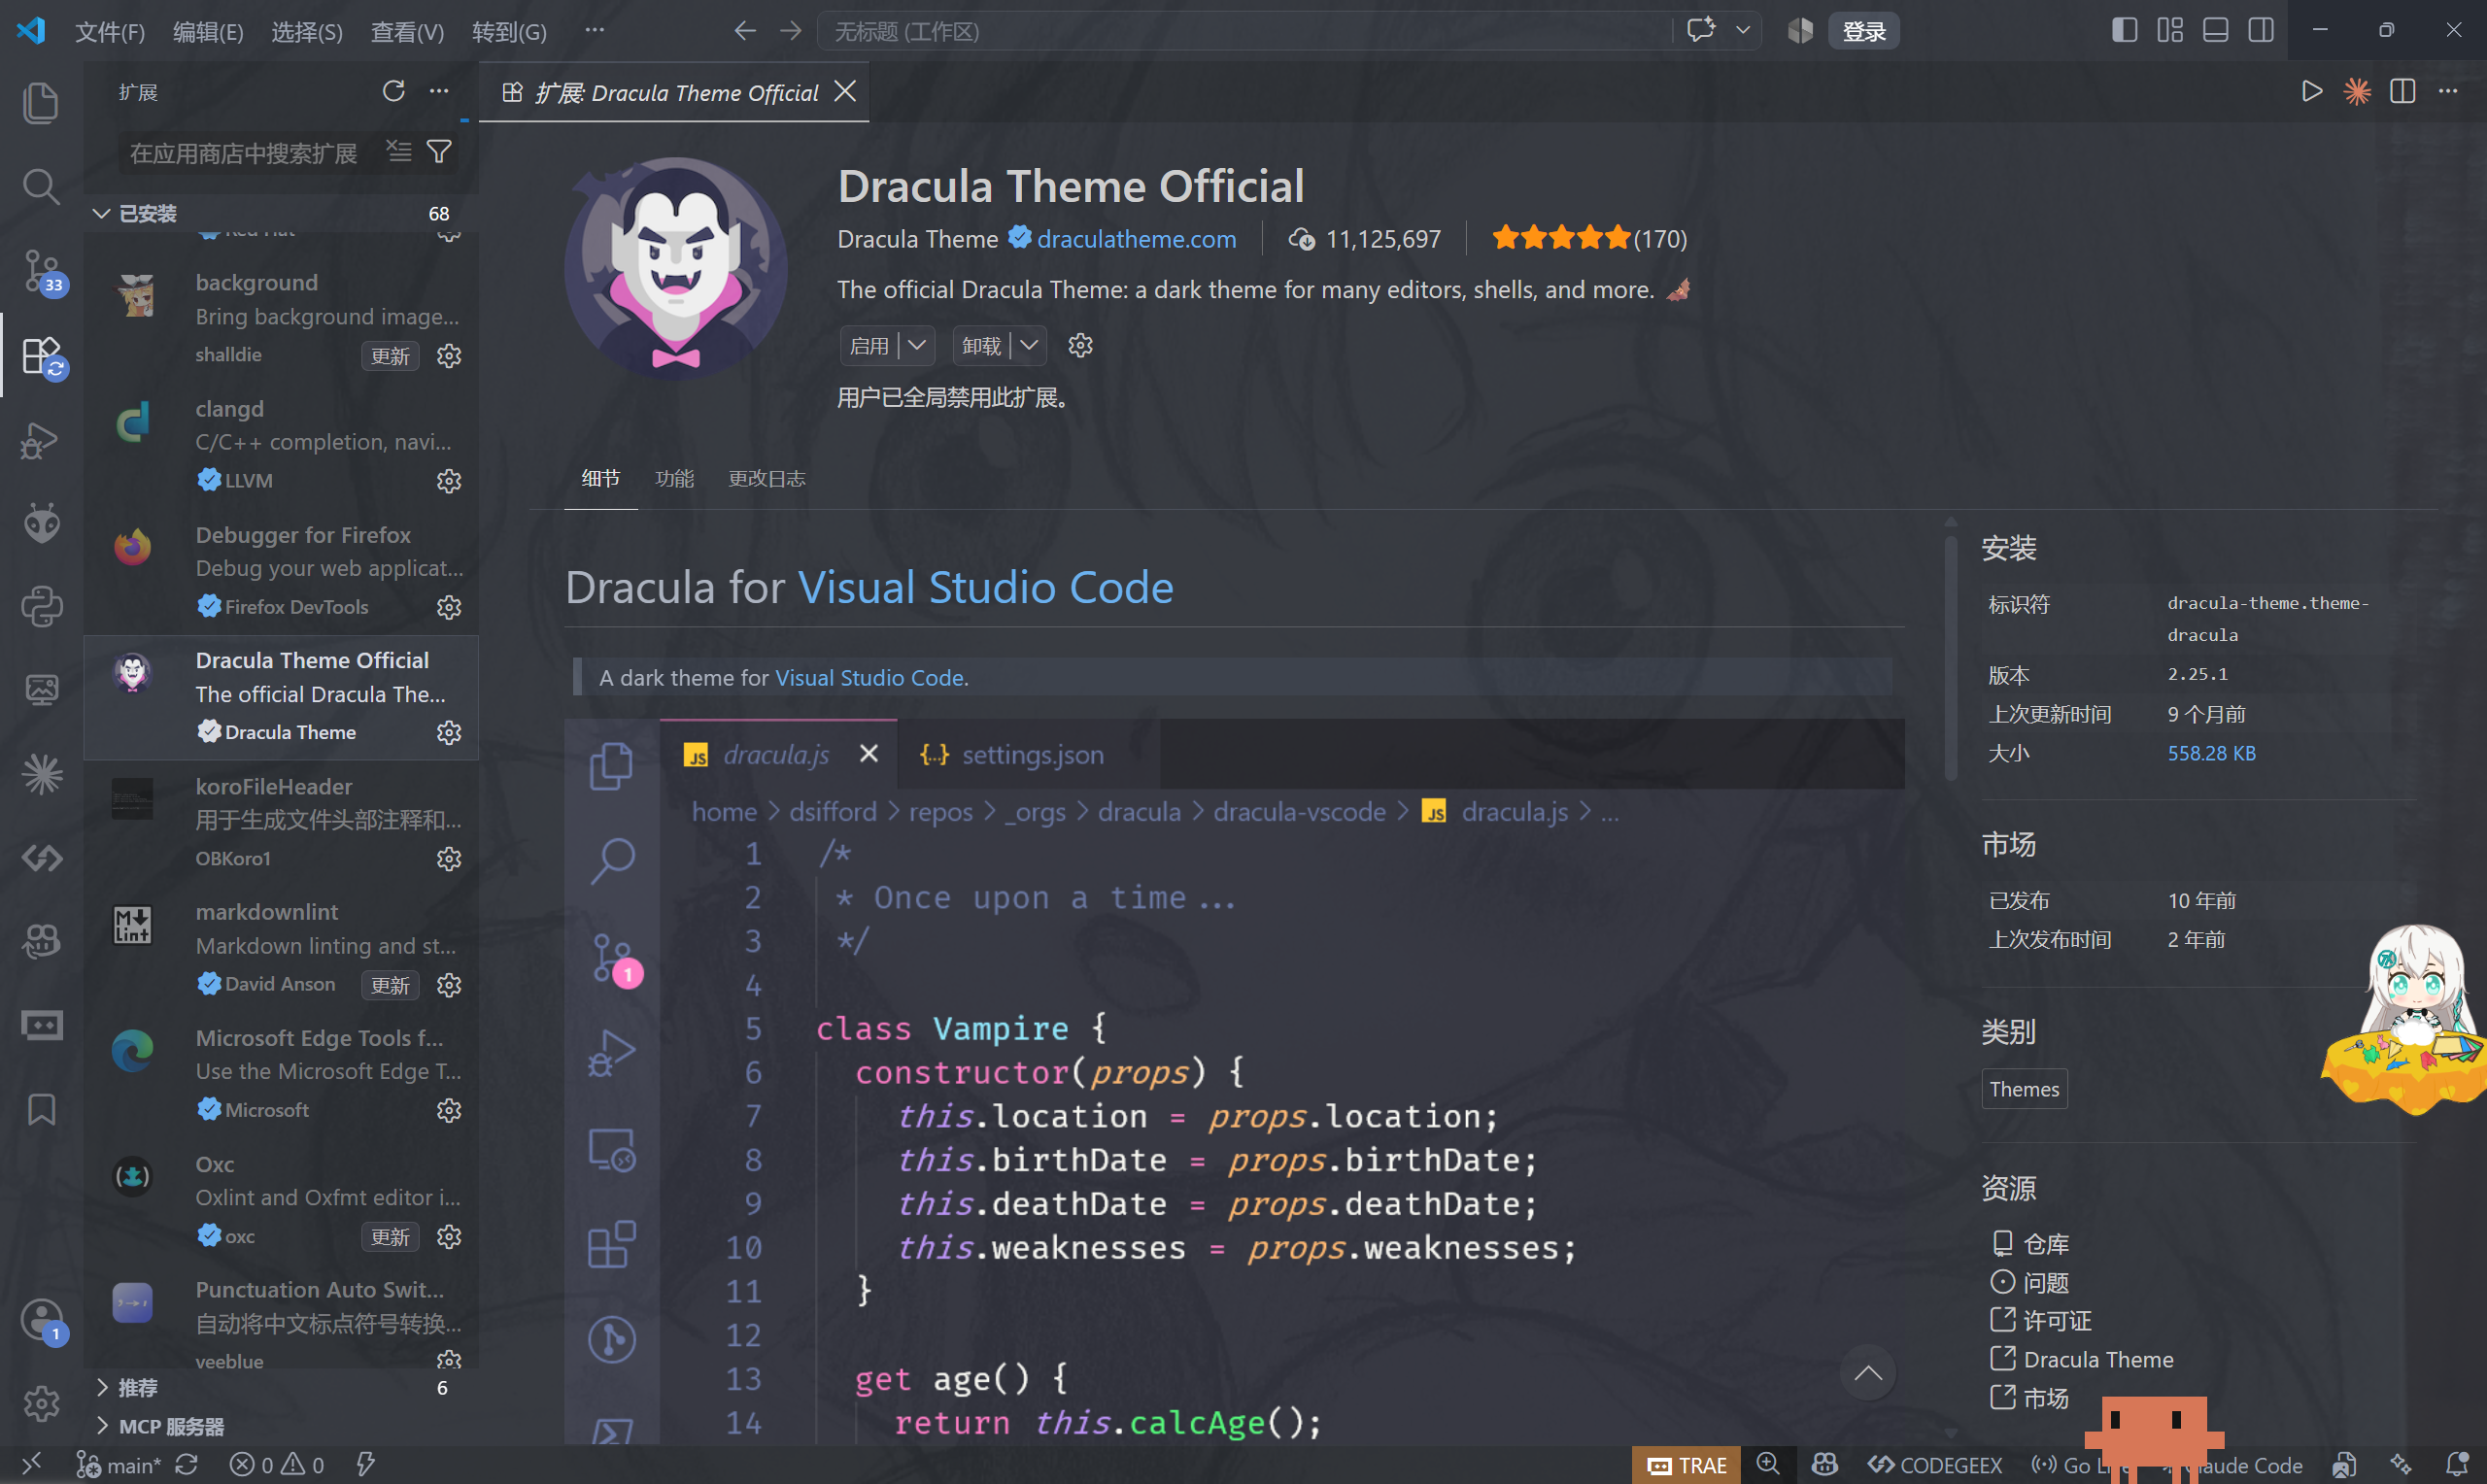 文件(F) 编辑(E) 选择(S) 查看(V) 转到(G) ··· 无标题 (工作区) 登录
扩展
在应用商店中搜索扩展
已安装 68
Red Hat
background
Bring background image...
shalldie 更新
clangd
C/C++ completion, navi...
LLVM
Debugger for Firefox
Debug your web applicat...
Firefox DevTools
Dracula Theme Official
The official Dracula The...
Dracula Theme
koroFileHeader
用于生成文件头部注释和...
OBKoro1
markdownlint
Markdown linting and st...
David Anson 更新
Microsoft Edge Tools f...
Use the Microsoft Edge T...
Microsoft
Oxc
Oxlint and Oxfmt editor i...
oxc 更新
Punctuation Auto Swit...
自动将中文标点符号转换...
veeblue
推荐 6
MCP 服务器
33
1
扩展: Dracula Theme Official
Dracula Theme Official
Dracula Theme draculatheme.com 11,125,697 (170)
The official Dracula Theme: a dark theme for many editors, shells, and more.
启用 卸载
用户已全局禁用此扩展。
细节 功能 更改日志
Dracula for Visual Studio Code
A dark theme for Visual Studio Code.
JS dracula.js {...} settings.json
home > dsifford > repos > _orgs > dracula > dracula-vscode > JS dracula.js > ...
1 /*
2 * Once upon a time...
3 */
4
5 class Vampire {
6 constructor(props) {
7 this.location = props.location;
8 this.birthDate = props.birthDate;
9 this.deathDate = props.deathDate;
10 this.weaknesses = props.weaknesses;
11 }
12
13 get age() {
14 return this.calcAge();
1
安装
标识符 dracula-theme.theme-
dracula
版本 2.25.1
上次更新时间 9 个月前
大小 558.28 KB
市场
已发布 10 年前
上次发布时间 2 年前
类别
Themes
资源
仓库
问题
许可证
Dracula Theme
市场
main* 0 0 TRAE CODEGEEX Go Code